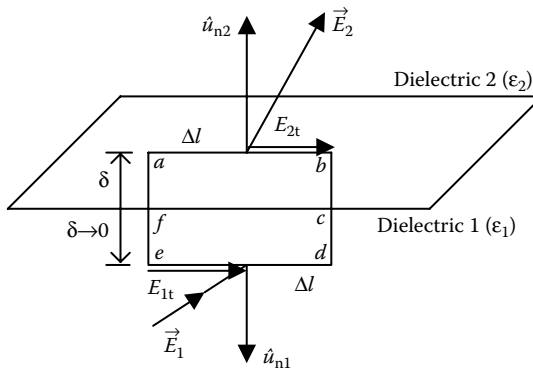 û_n2
E⃗_2
Dielectric 2 (ε_2)
Δl
E_2t
δ
a
b
δ→0
f
c
Dielectric 1 (ε_1)
e
d
E_1t
Δl
E⃗_1
û_n1